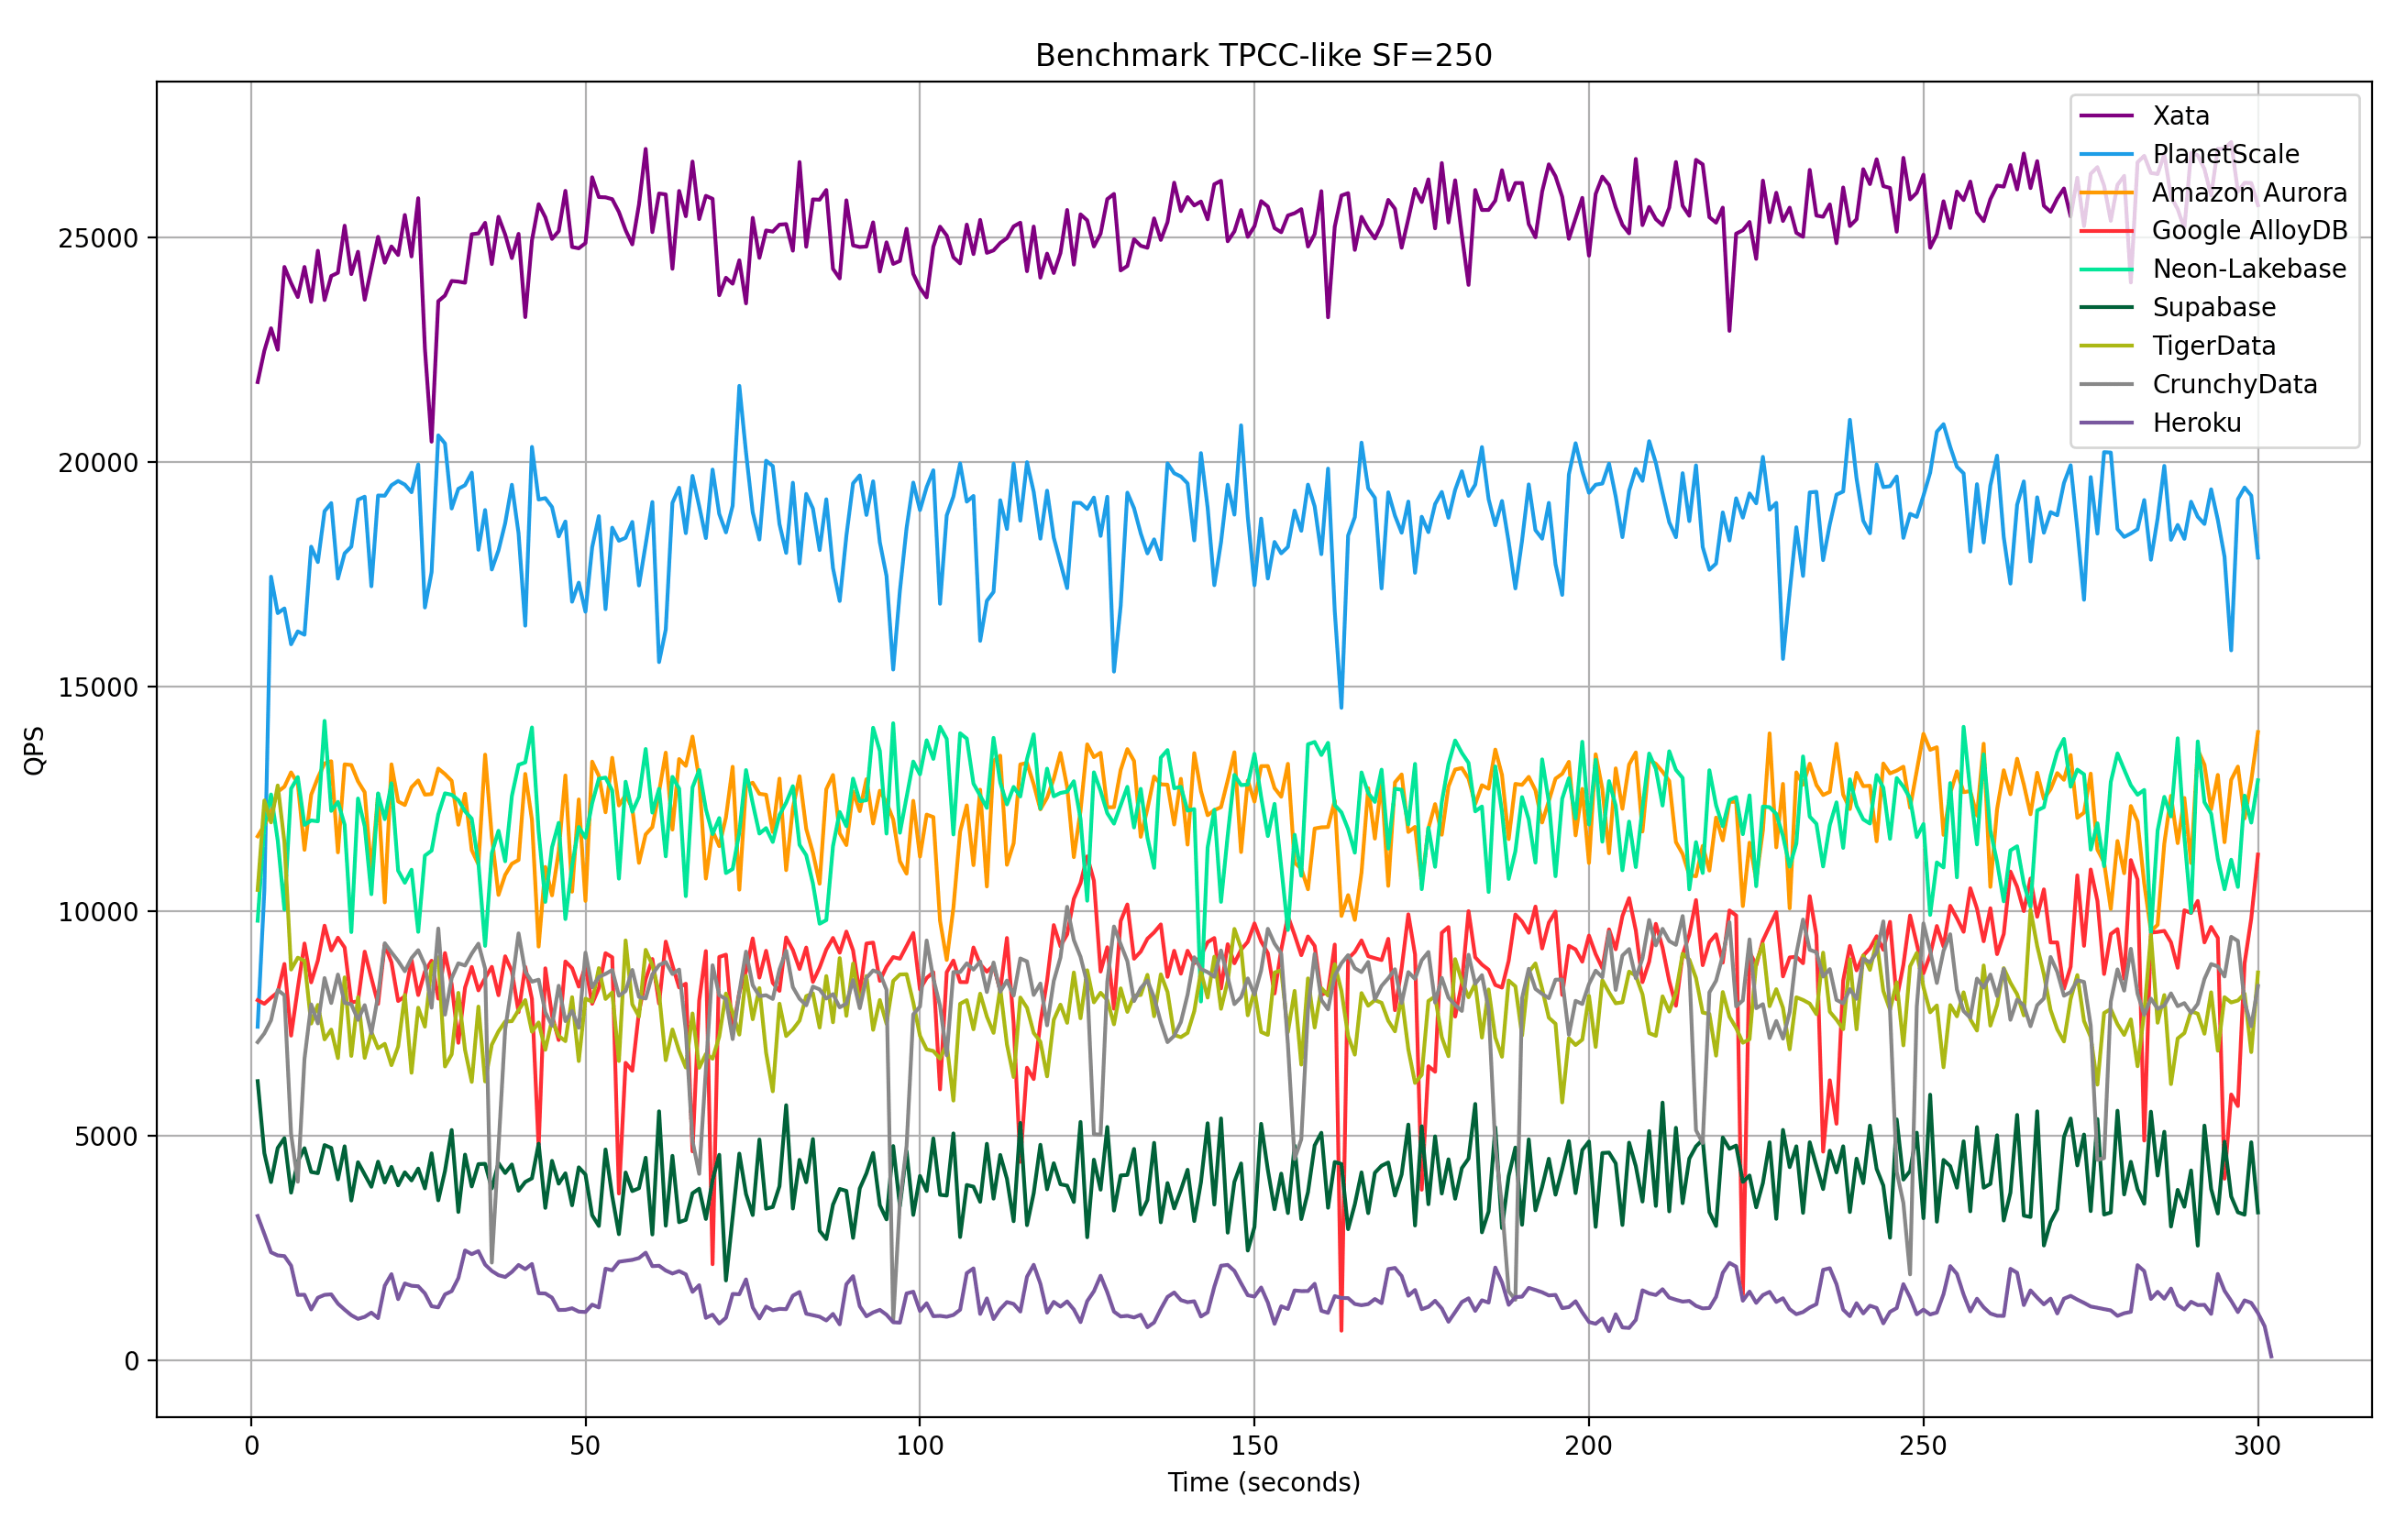 Benchmark TPCC-like SF=250
Xata
PlanetScale
Amazon Aurora
Google AlloyDB
Neon-Lakebase
Supabase
TigerData
CrunchyData
Heroku
QPS
25000
20000
15000
10000
5000
0
0 50 100 150 200 250 300
Time (seconds)